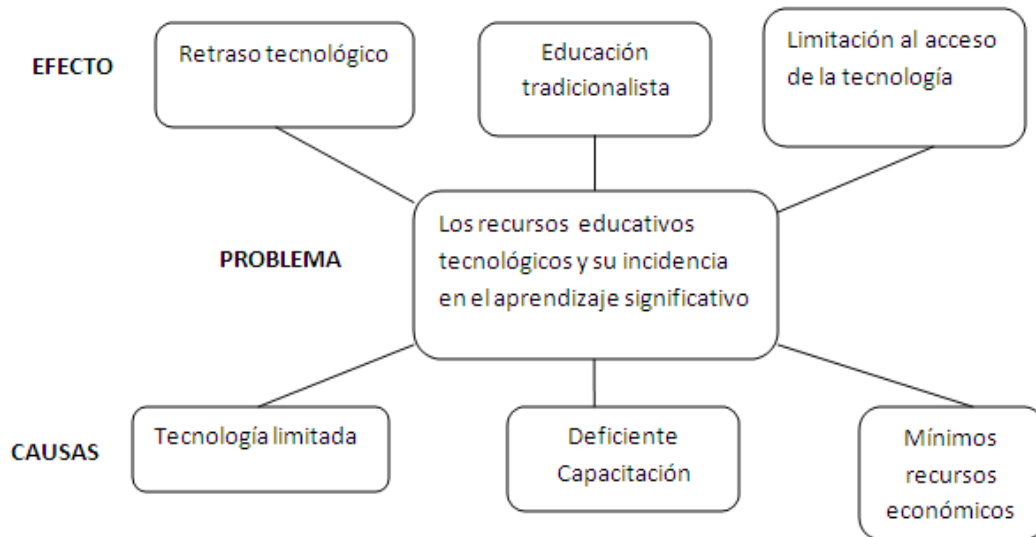 EFECTO
Retraso tecnológico
Educación
tradicionalista
Limitación al acceso
de la tecnología
PROBLEMA
Los recursos educativos
tecnológicos y su incidencia
en el aprendizaje significativo
CAUSAS
Tecnología limitada
Deficiente
Capacitación
Mínimos
recursos
económicos